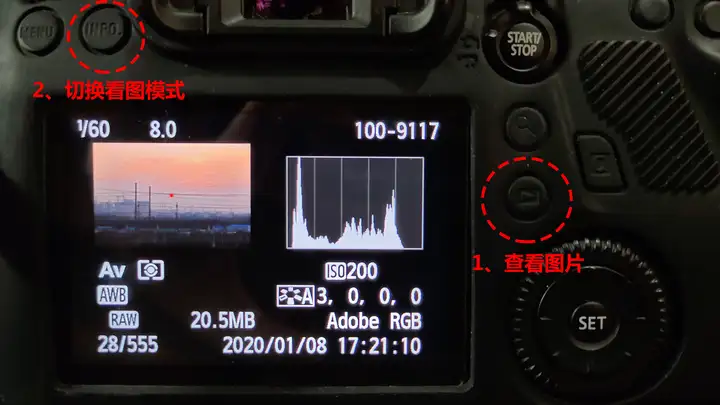 MENU
INFO.
START/
STOP
2、切换看图模式
1/60 8.0 100-9117
1、查看图片
Av ISO200
AWB A3, 0, 0, 0
RAW 20.5MB Adobe RGB
28/555 2020/01/08 17:21:10
SET